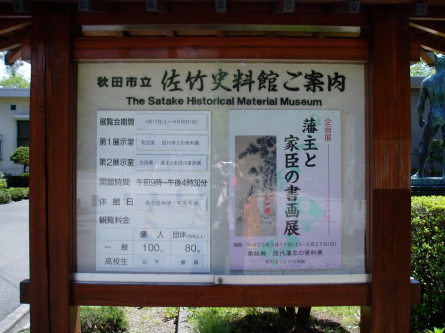 秋田市立 佐竹史料館ご案内
The Satake Historical Material Museum
展覧会期間
第1展示室
第2展示室
開館時間 午前9時〜午後4時30分
休館日
観覧料金
個人 団体
一般 100円 80円
高校生 以下 無料
企画展
藩主と
家臣の書画展